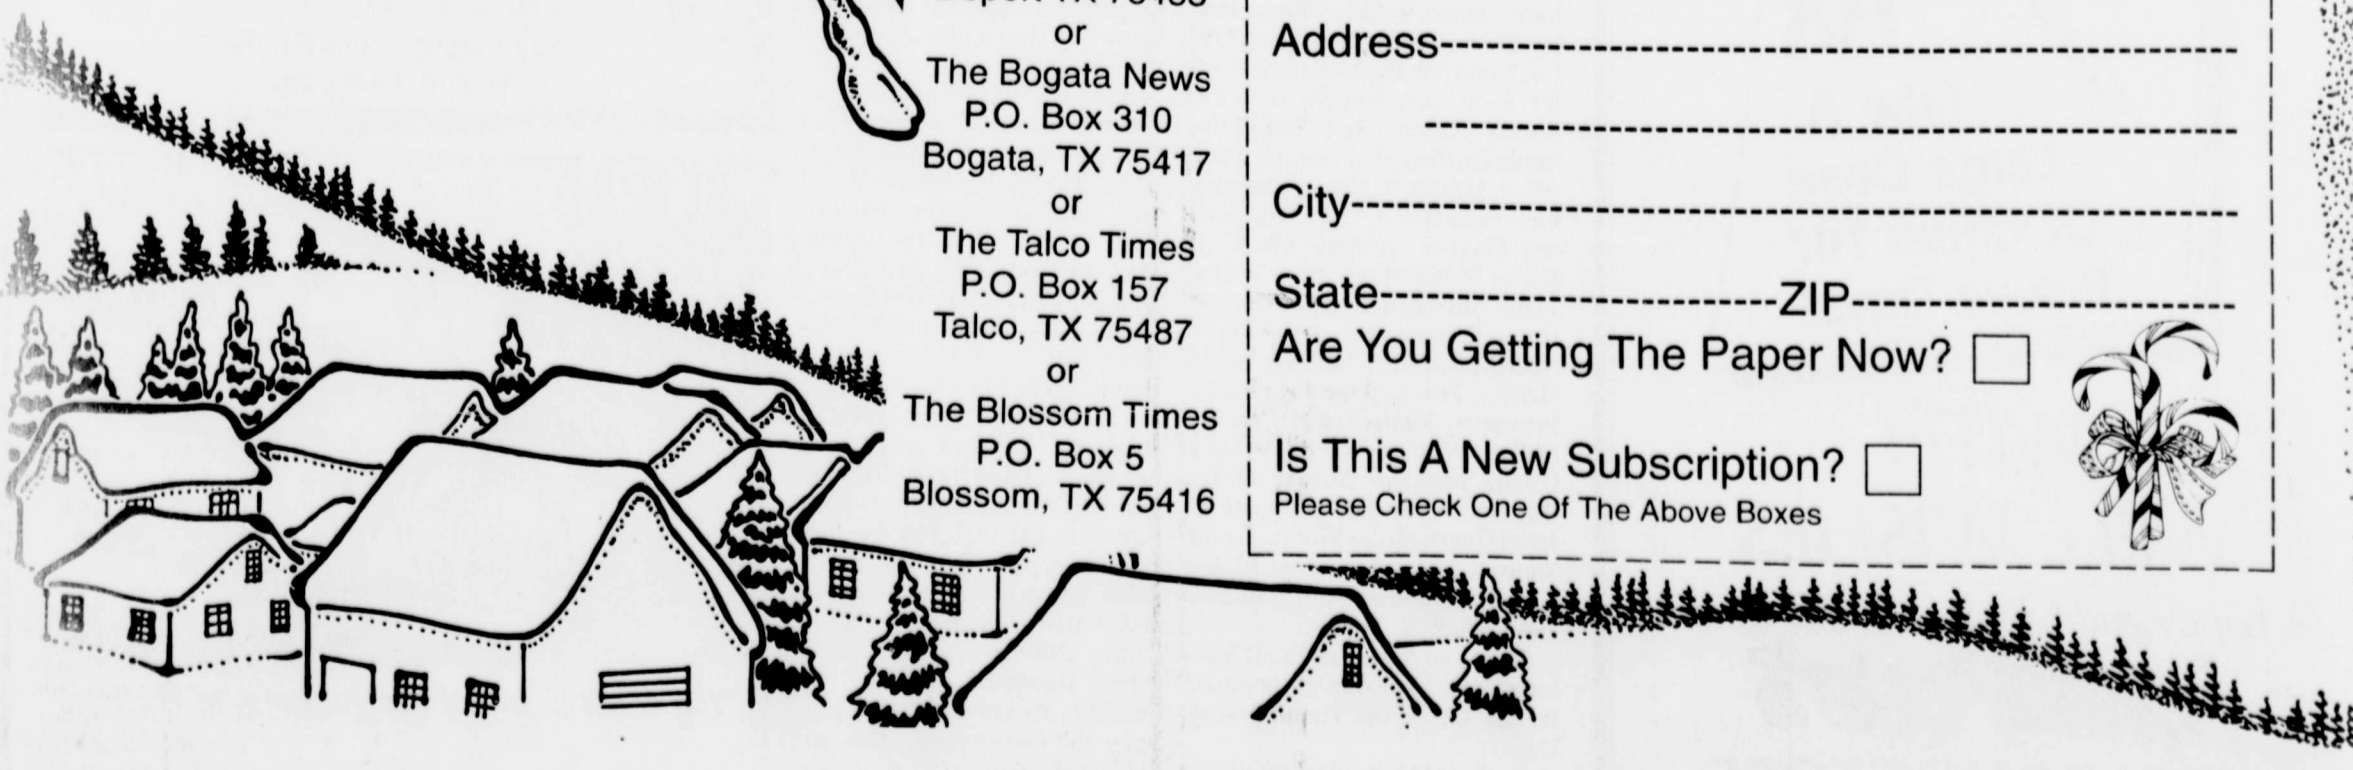 or
The Bogata News
P.O. Box 310
Bogata, TX 75417
or
The Talco Times
P.O. Box 157
Talco, TX 75487
or
The Blossom Times
P.O. Box 5
Blossom, TX 75416
Address
City
State ZIP
Are You Getting The Paper Now?
Is This A New Subscription?
Please Check One Of The Above Boxes